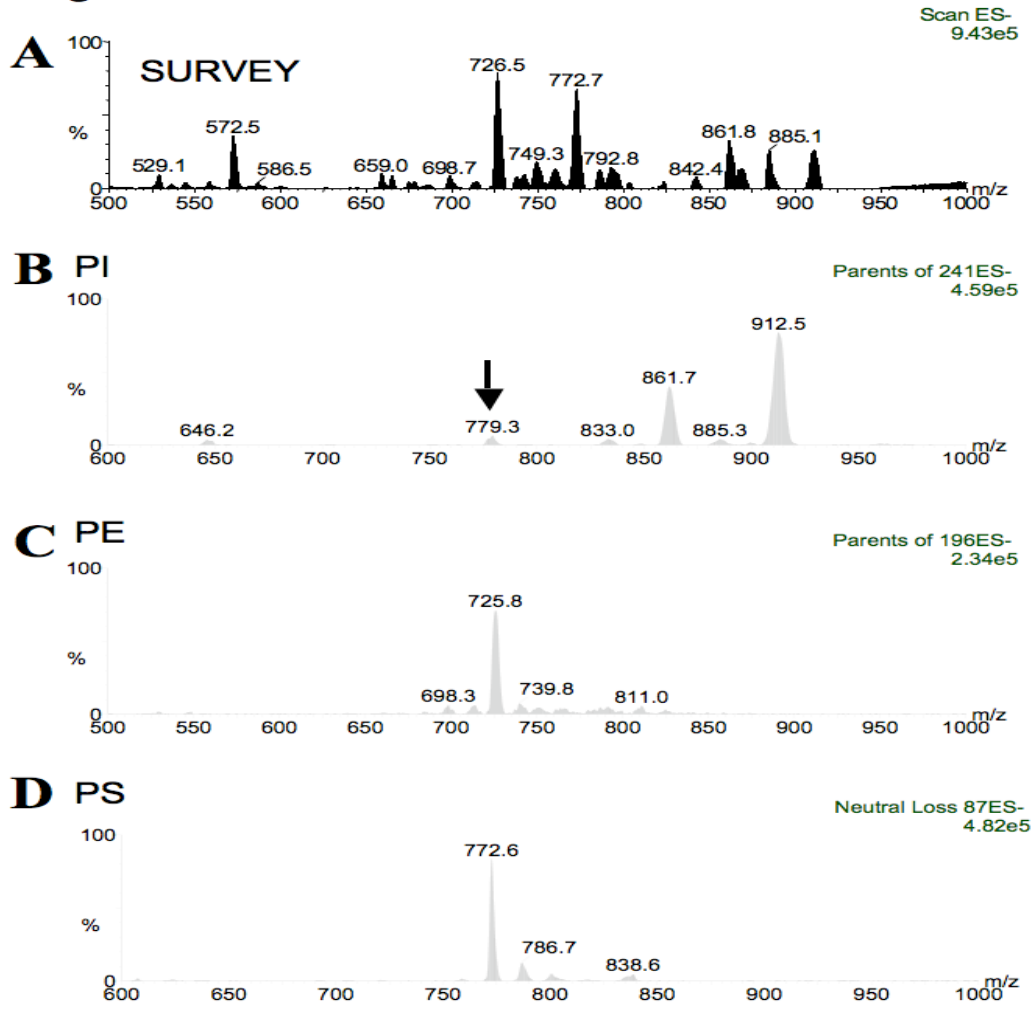 Scan ES-
9.43e5
A
100
SURVEY
%
0
529.1
572.5
586.5
659.0
698.7
726.5
749.3
772.7
792.8
842.4
861.8
885.1
500 550 600 650 700 750 800 850 900 950 1000 m/z
B PI
Parents of 241ES-
4.59e5
100
%
0
646.2
779.3
833.0
861.7
885.3
912.5
600 650 700 750 800 850 900 950 1000 m/z
C PE
Parents of 196ES-
2.34e5
100
%
0
698.3
725.8
739.8
811.0
500 550 600 650 700 750 800 850 900 950 1000 m/z
D PS
Neutral Loss 87ES-
4.82e5
100
%
0
772.6
786.7
838.6
600 650 700 750 800 850 900 950 1000 m/z